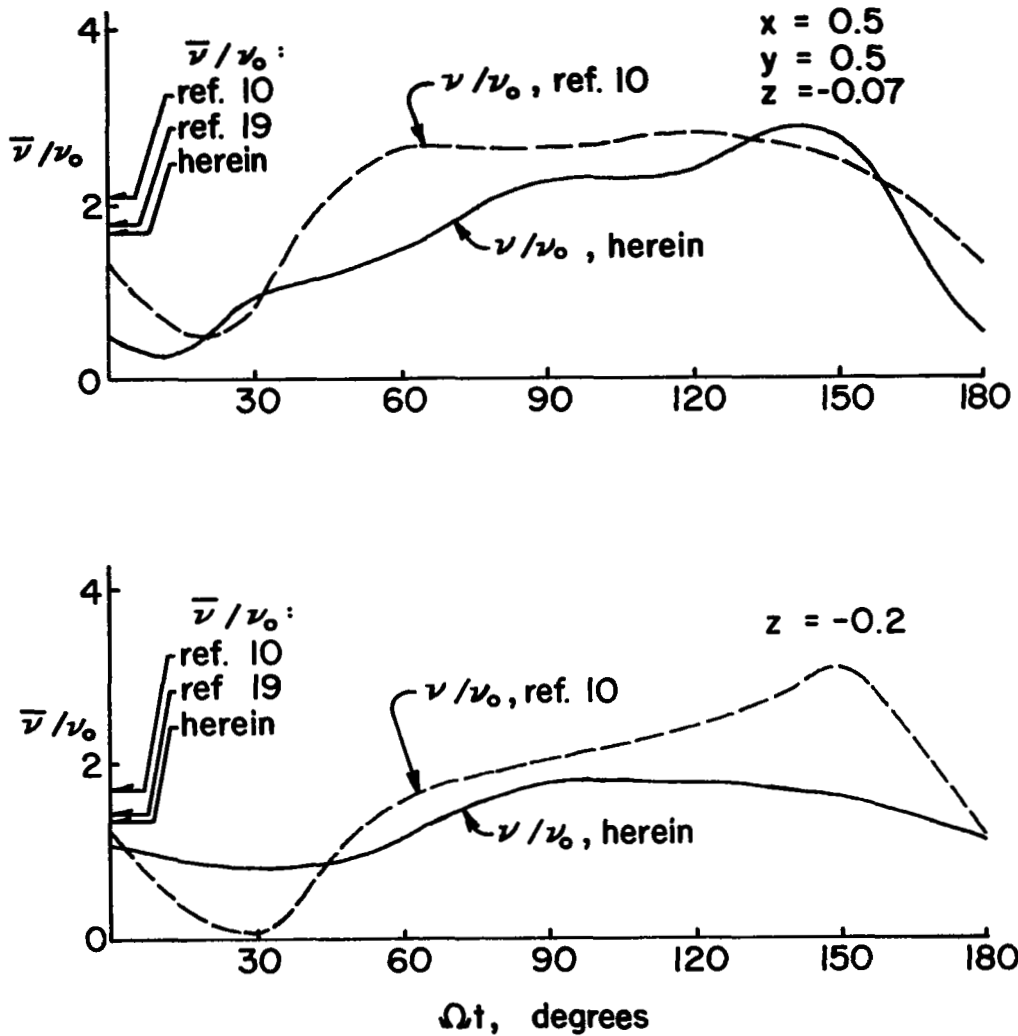 4
x = 0.5
y = 0.5
z = -0.07
ν̅/ν₀:
ref. 10
ref. 19
herein
ν̅/ν₀
ν/ν₀, ref. 10
2
ν/ν₀, herein
0
30
60
90
120
150
180
4
ν̅/ν₀:
z = -0.2
ref. 10
ref 19
herein
ν̅/ν₀
ν/ν₀, ref. 10
2
ν/ν₀, herein
0
30
60
90
120
150
180
Ωt, degrees